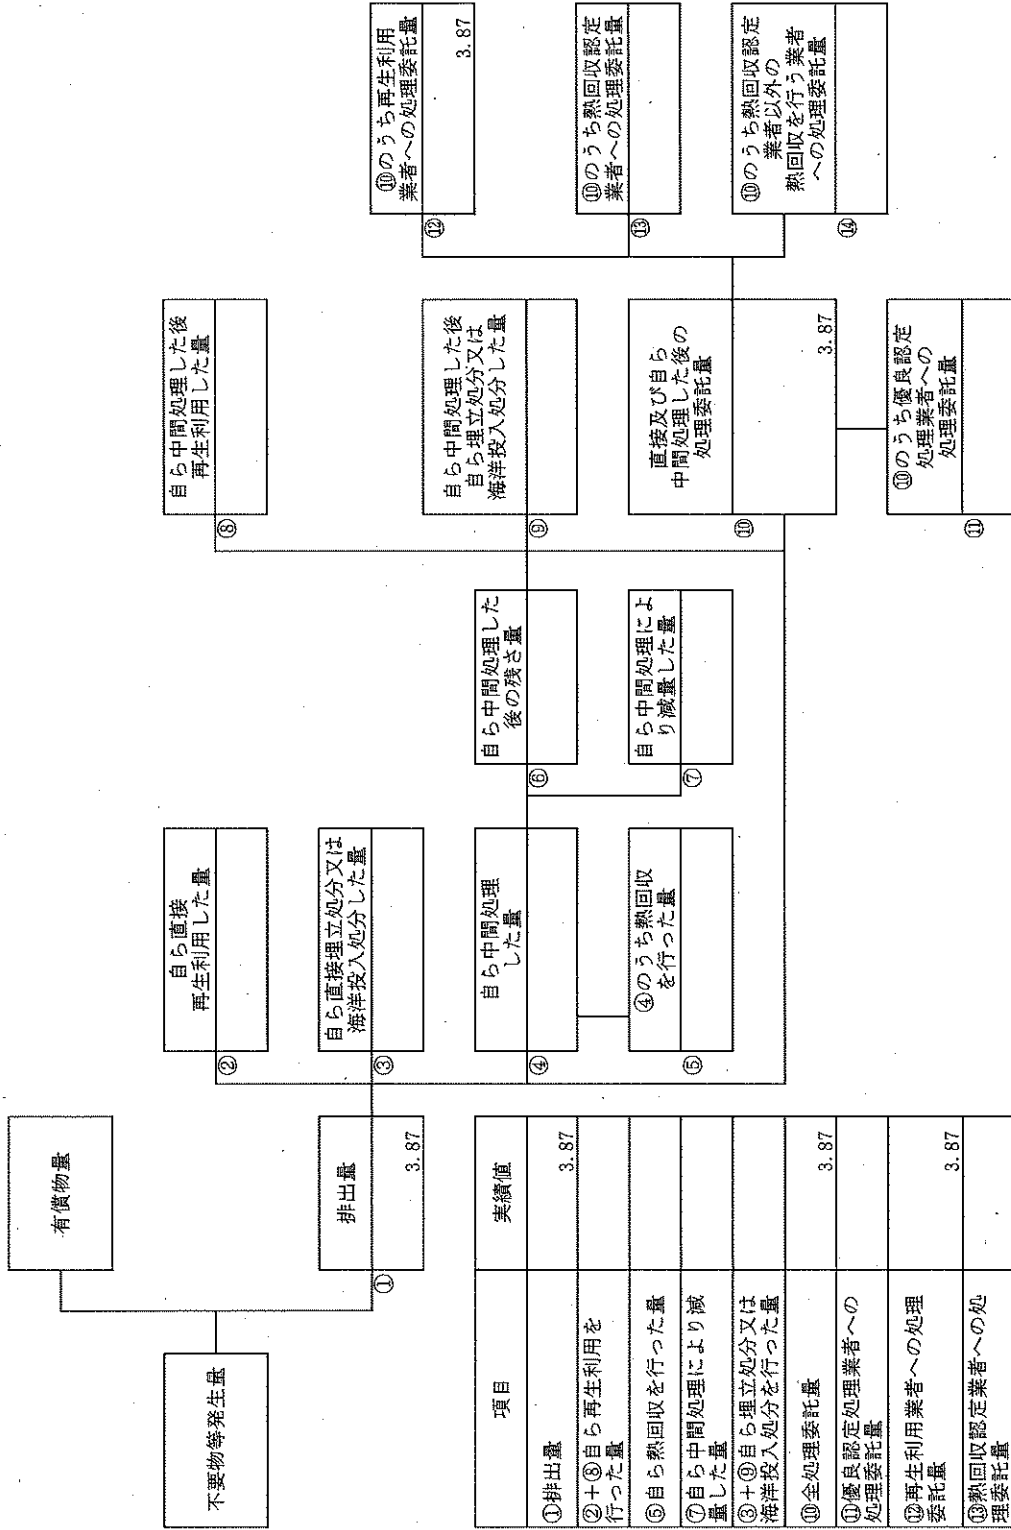 不要物等発生量
有償物量
①
排出量
3.87
②
自ら直接
再生利用した量
③
自ら直接埋立処分又は
海洋投入処分した量
④
自ら中間処理
した量
⑤
④のうち熱回収
を行った量
⑥
自ら中間処理した
後の残さ量
⑦
自ら中間処理によ
り減量した量
⑧
自ら中間処理した後
再生利用した量
⑨
自ら中間処理した後
自ら埋立処分又は
海洋投入処分した量
⑩
直接及び自ら
中間処理した後の
処理委託量
3.87
⑪
⑩のうち優良認定
処理業者への
処理委託量
⑫
⑩のうち再生利用
業者への処理委託量
3.87
⑬
⑩のうち熱回収認定
業者への処理委託量
⑭
⑩のうち熱回収認定
業者以外の
熱回収を行う業者
への処理委託量
項目 実績値
①排出量 3.87
②+⑧自ら再生利用を
行った量
⑤自ら熱回収を行った量
⑦自ら中間処理により減
量した量
③+⑨自ら埋立処分又は
海洋投入処分を行った量
⑩全処理委託量 3.87
⑪優良認定処理業者への
処理委託量
⑫再生利用業者への処理
委託量 3.87
⑬熱回収認定業者への処
理委託量